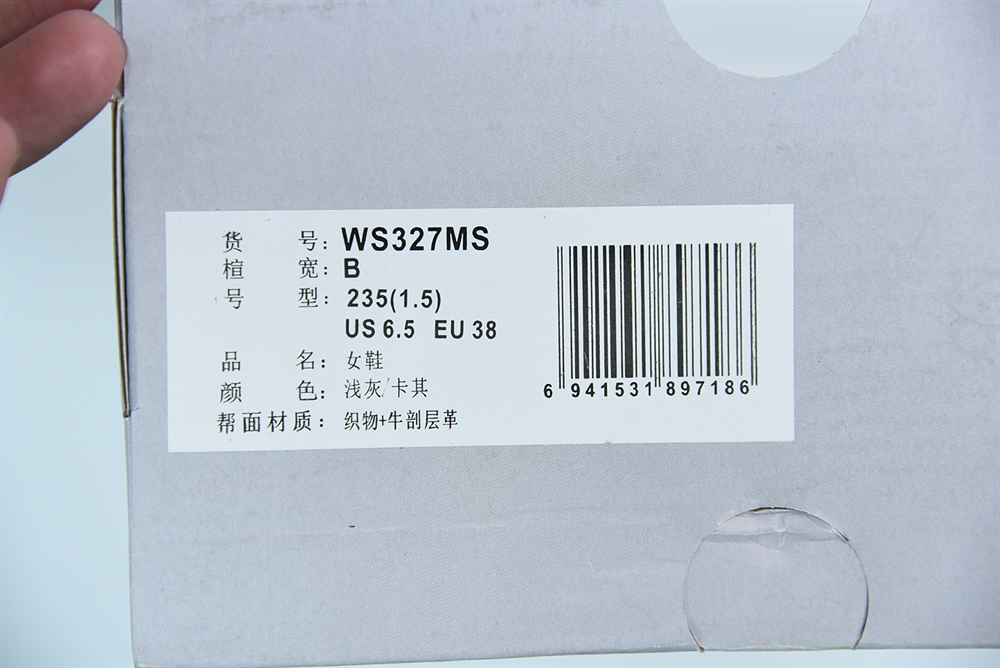 货 号: WS327MS
楦 宽: B
号 型: 235(1.5)
US 6.5 EU 38
品 名: 女鞋
颜 色: 浅灰/卡其
帮面材质: 织物+牛剖层革
6 941531 897186